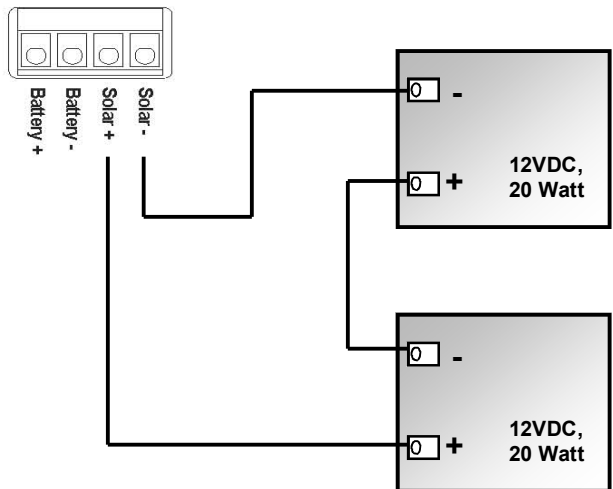 Battery +
Battery -
Solar +
Solar -
-
+
12VDC,
20 Watt
-
+
12VDC,
20 Watt